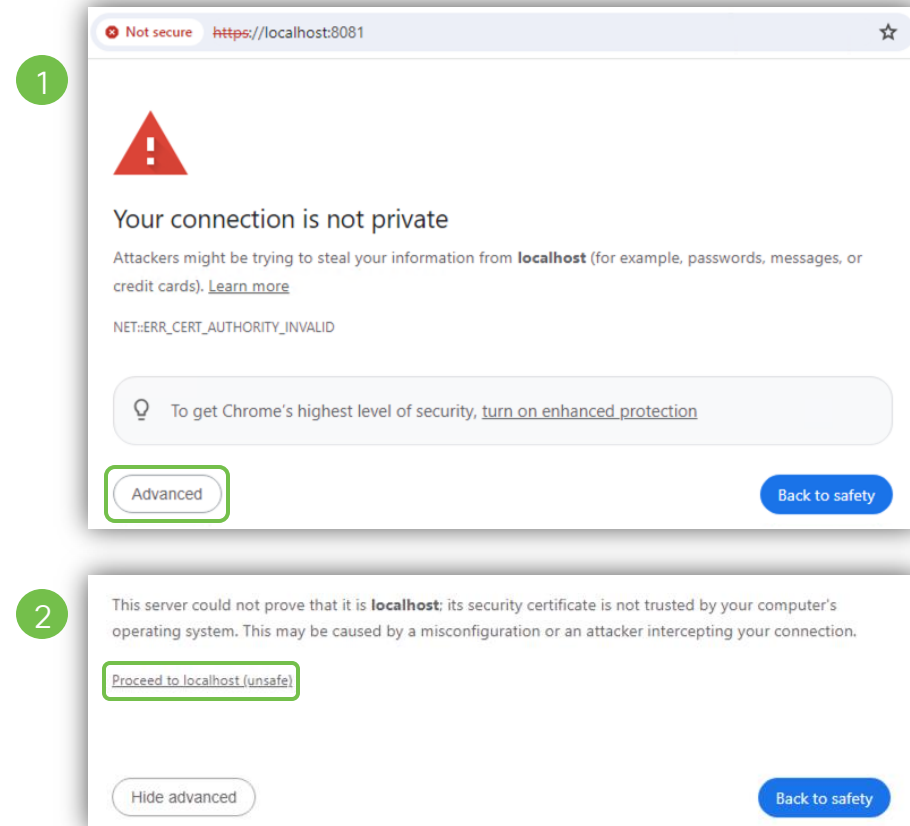 Not secure https://localhost:8081
1
Your connection is not private
Attackers might be trying to steal your information from localhost (for example, passwords, messages, or
credit cards). Learn more
NET::ERR_CERT_AUTHORITY_INVALID
To get Chrome's highest level of security, turn on enhanced protection
Advanced
Back to safety
2
This server could not prove that it is localhost; its security certificate is not trusted by your computer's
operating system. This may be caused by a misconfiguration or an attacker intercepting your connection.
Proceed to localhost (unsafe)
Hide advanced
Back to safety